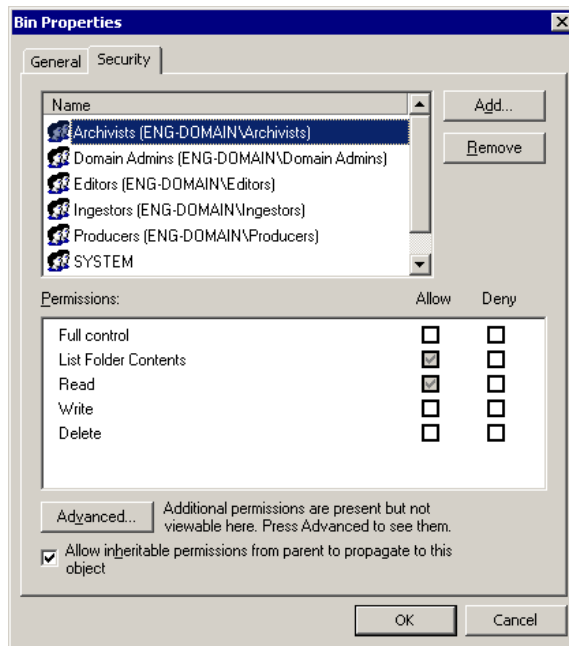 Bin Properties
General Security
Name
Archivists (ENG-DOMAIN\Archivists)
Domain Admins (ENG-DOMAIN\Domain Admins)
Editors (ENG-DOMAIN\Editors)
Ingestors (ENG-DOMAIN\Ingestors)
Producers (ENG-DOMAIN\Producers)
SYSTEM
Add...
Remove
Permissions: Allow Deny
Full control
List Folder Contents
Read
Write
Delete
Advanced...
Additional permissions are present but not
viewable here. Press Advanced to see them.
Allow inheritable permissions from parent to propagate to this
object
OK Cancel